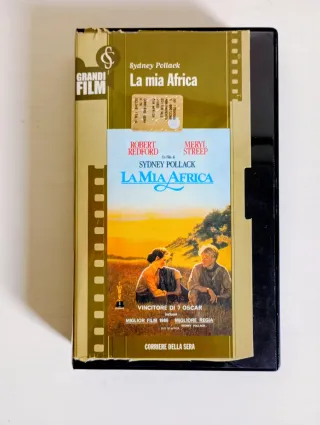 GRANDI
FILM
Sydney Pollack
La mia Africa
ROBERT
REDFORD
MERYL
STREEP
SYDNEY POLLACK
LA MIA AFRICA
VINCITORE DI 7 OSCAR
MIGLIOR FILM 1986
MIGLIORE REGIA
CORRIERE DELLA SERA